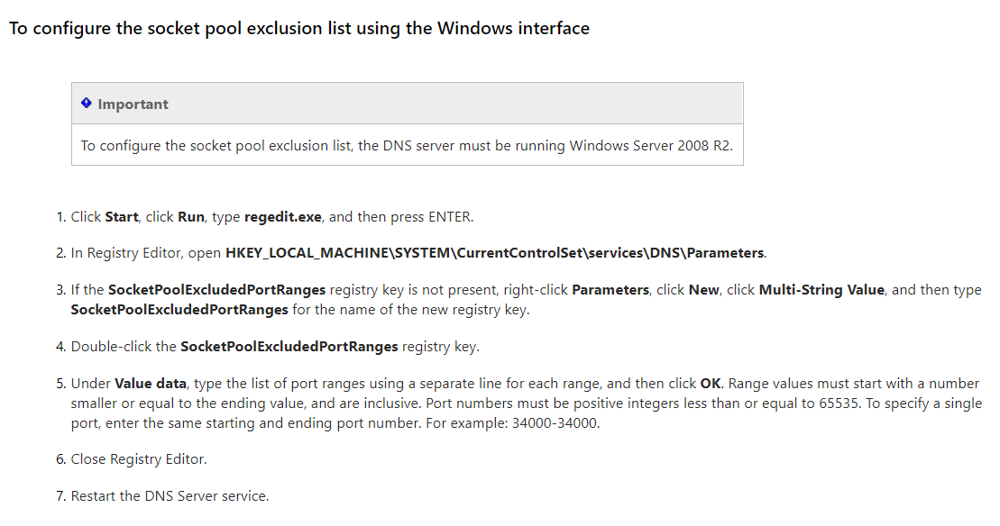 To configure the socket pool exclusion list using the Windows interface
Important
To configure the socket pool exclusion list, the DNS server must be running Windows Server 2008 R2.
1. Click Start, click Run, type regedit.exe, and then press ENTER.
2. In Registry Editor, open HKEY_LOCAL_MACHINE\SYSTEM\CurrentControlSet\services\DNS\Parameters.
3. If the SocketPoolExcludedPortRanges registry key is not present, right-click Parameters, click New, click Multi-String Value, and then type
SocketPoolExcludedPortRanges for the name of the new registry key.
4. Double-click the SocketPoolExcludedPortRanges registry key.
5. Under Value data, type the list of port ranges using a separate line for each range, and then click OK. Range values must start with a number
smaller or equal to the ending value, and are inclusive. Port numbers must be positive integers less than or equal to 65535. To specify a single
port, enter the same starting and ending port number. For example: 34000-34000.
6. Close Registry Editor.
7. Restart the DNS Server service.